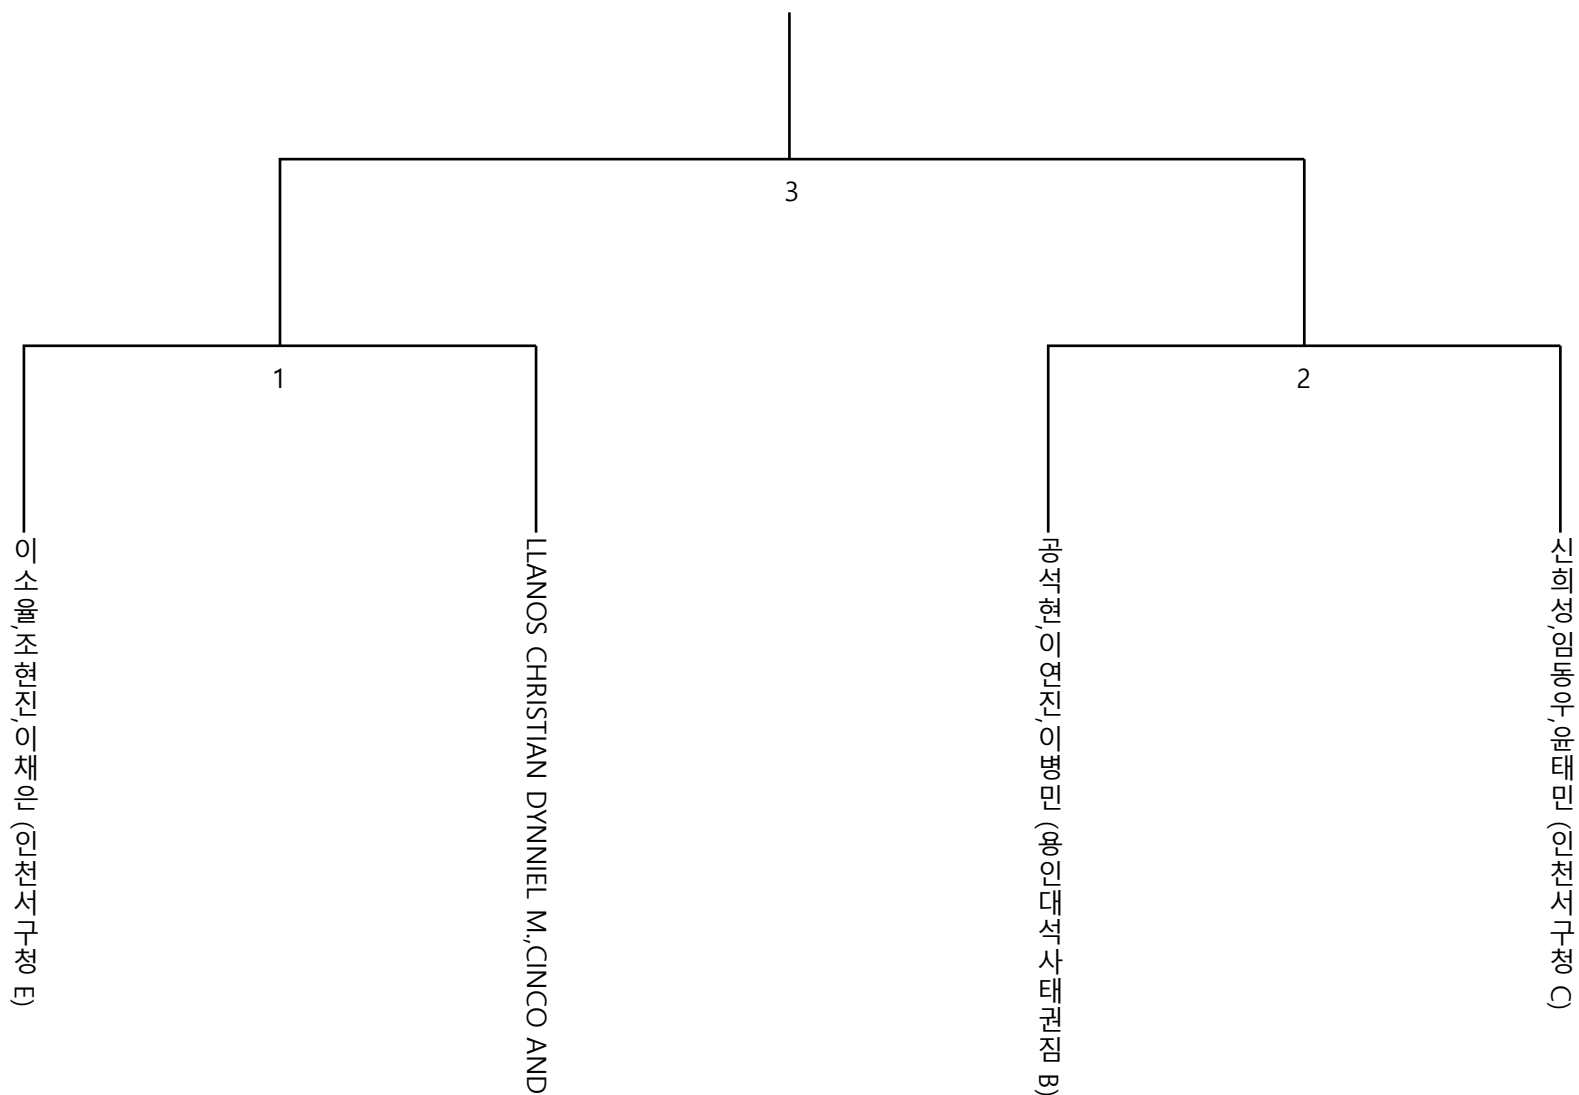 3
1
2
이소율,조현진,이채은 (인천서구청 E)
LLANOS CHRISTIAN DYNNIEL M.,CINCO AND
공석현,이연진,이병민 (용인대석사태권짐 B)
신희성,임동우,윤태민 (인천서구청 C)